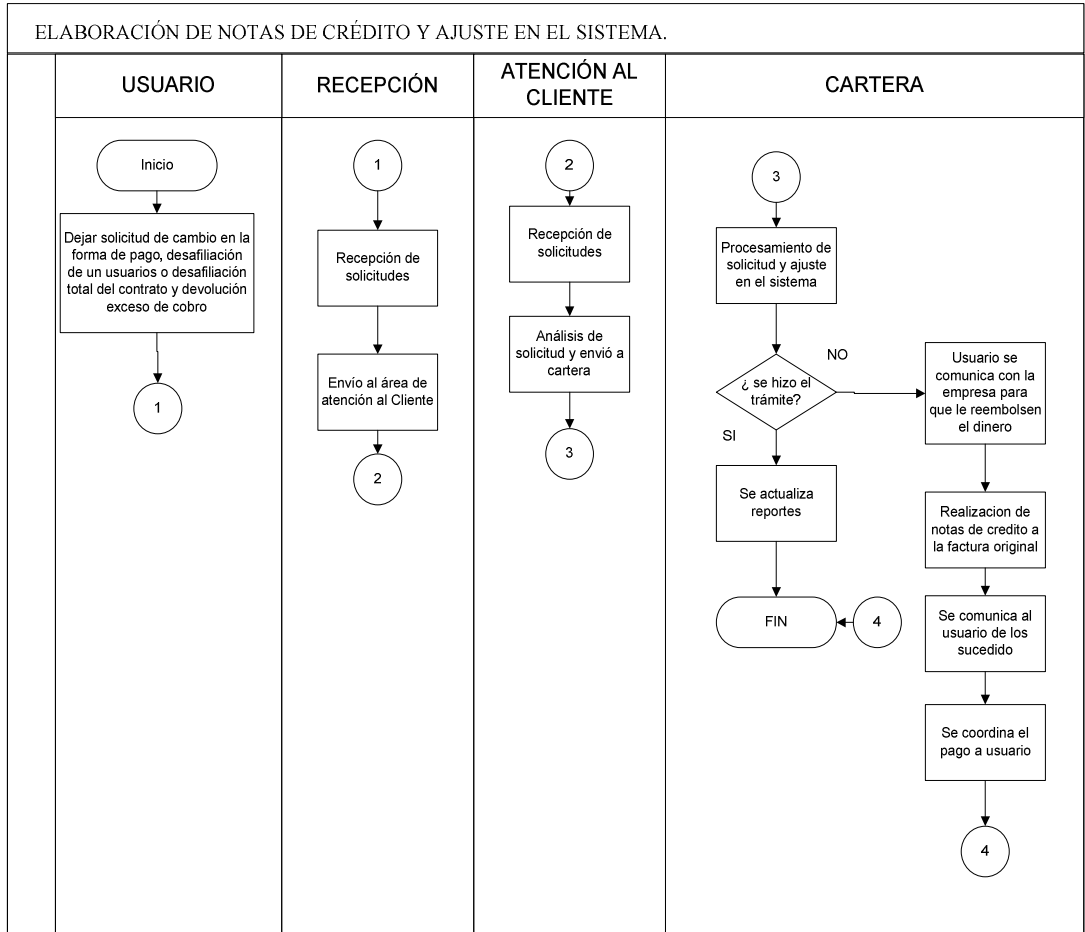 ELABORACIÓN DE NOTAS DE CRÉDITO Y AJUSTE EN EL SISTEMA.
USUARIO
RECEPCIÓN
ATENCIÓN AL
CLIENTE
CARTERA
Inicio
Dejar solicitud de cambio en la
forma de pago, desafiliación
de un usuarios o desafiliación
total del contrato y devolución
exceso de cobro
1
1
Recepción de
solicitudes
Envío al área de
atención al Cliente
2
2
Recepción de
solicitudes
Análisis de
solicitud y envió a
cartera
3
3
Procesamiento de
solicitud y ajuste
en el sistema
¿ se hizo el
trámite?
NO
SI
Se actualiza
reportes
FIN
4
Usuario se
comunica con la
empresa para
que le reembolsen
el dinero
Realizacion de
notas de credito a
la factura original
Se comunica al
usuario de los
sucedido
Se coordina el
pago a usuario
4